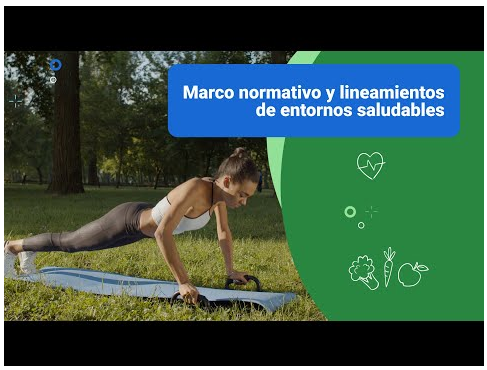 Marco normativo y lineamientos
de entornos saludables